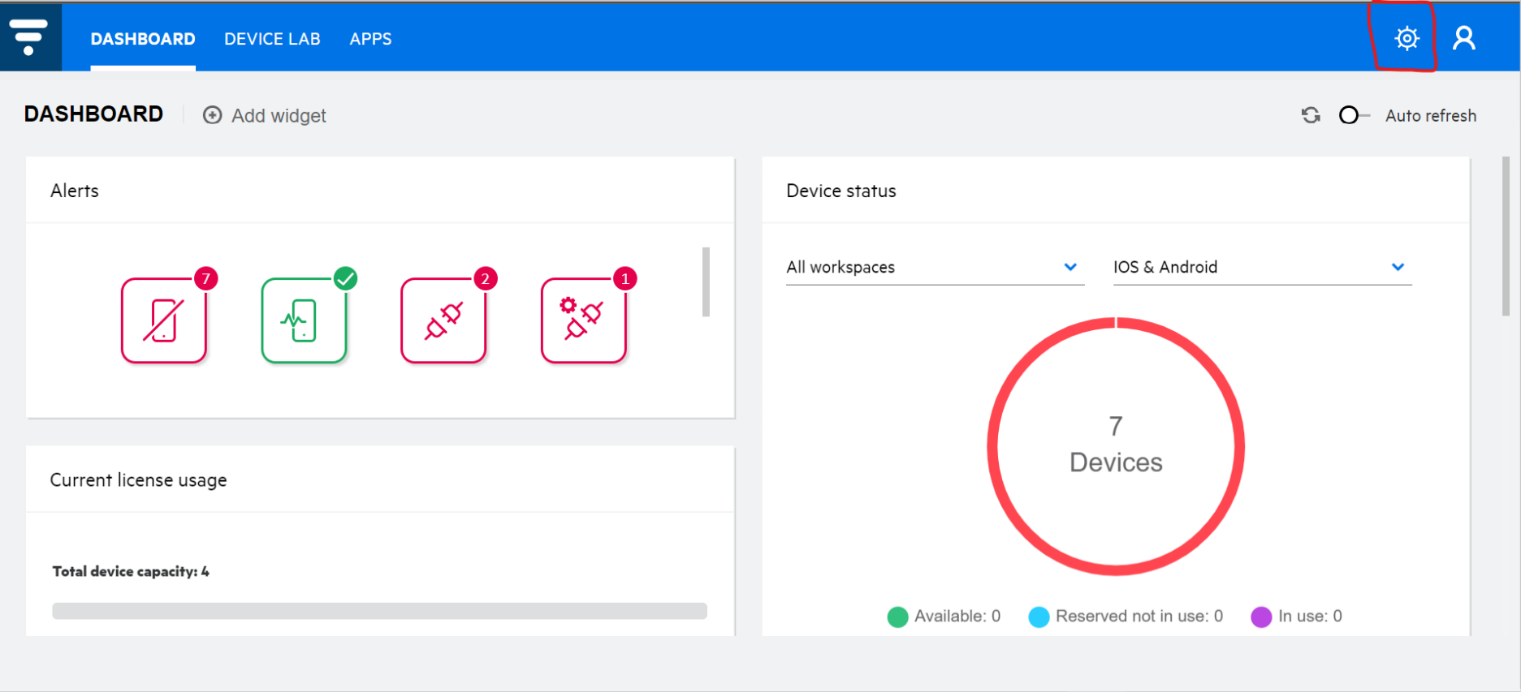 DASHBOARD DEVICE LAB APPS
DASHBOARD Add widget Auto refresh
Alerts
7 2 1
Current license usage
Total device capacity: 4
Device status
All workspaces IOS & Android
7
Devices
Available: 0 Reserved not in use: 0 In use: 0